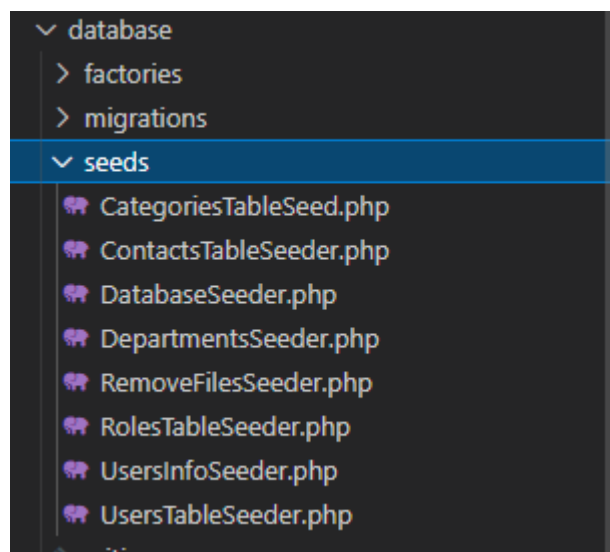 database
factories
migrations
seeds
CategoriesTableSeed.php
ContactsTableSeeder.php
DatabaseSeeder.php
DepartmentsSeeder.php
RemoveFilesSeeder.php
RolesTableSeeder.php
UsersInfoSeeder.php
UsersTableSeeder.php